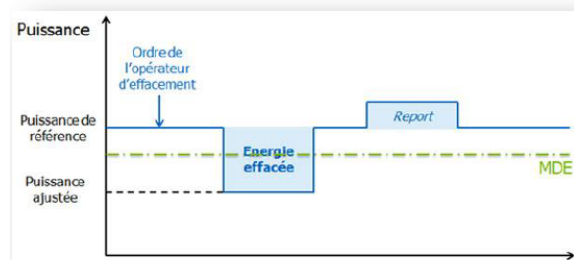 Puissance
Ordre de
l'opérateur
d'effacement
Puissance de
référence
Report
Energie
effacée
MDE
Puissance
ajustée